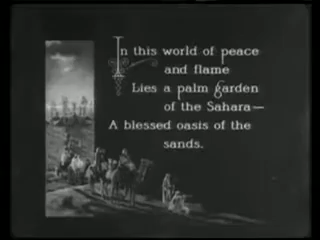 In this world of peace
and flame
Lies a palm garden
of the Sahara—
A blessed oasis of the
sands.